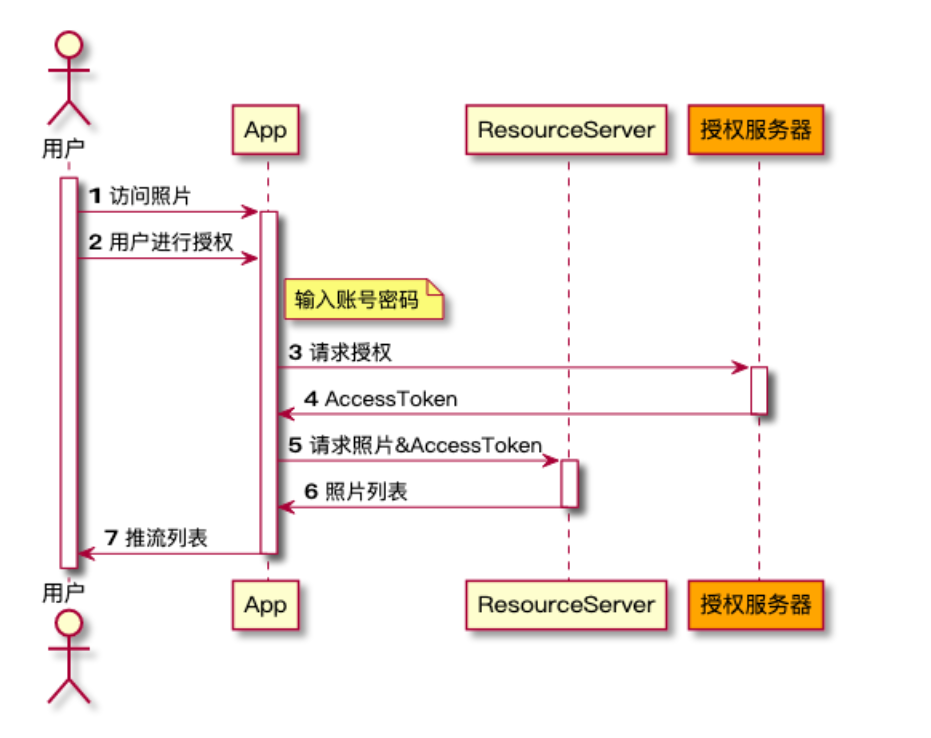 用户
App
ResourceServer
授权服务器
1 访问照片
2 用户进行授权
输入账号密码
3 请求授权
4 AccessToken
5 请求照片&AccessToken
6 照片列表
7 推流列表
用户
App
ResourceServer
授权服务器